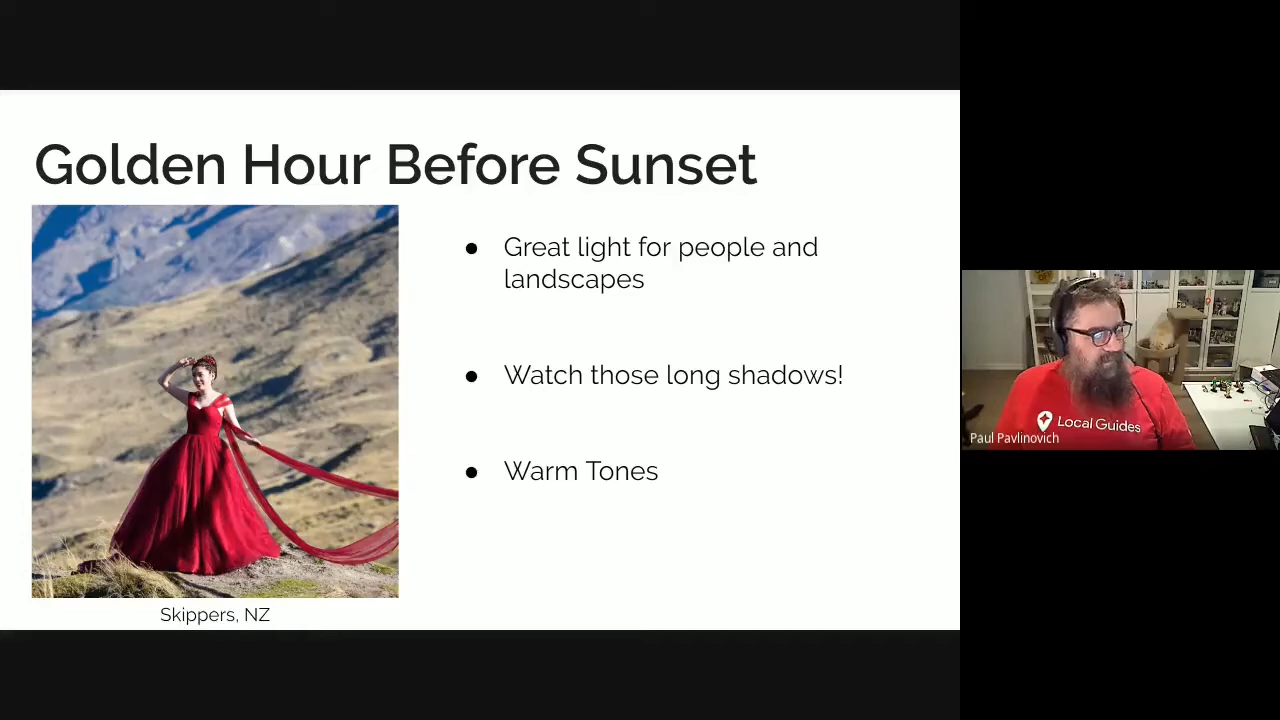 Golden Hour Before Sunset
● Great light for people and
landscapes
● Watch those long shadows!
● Warm Tones
Skippers, NZ
Local Guides
Paul Pavlinovich